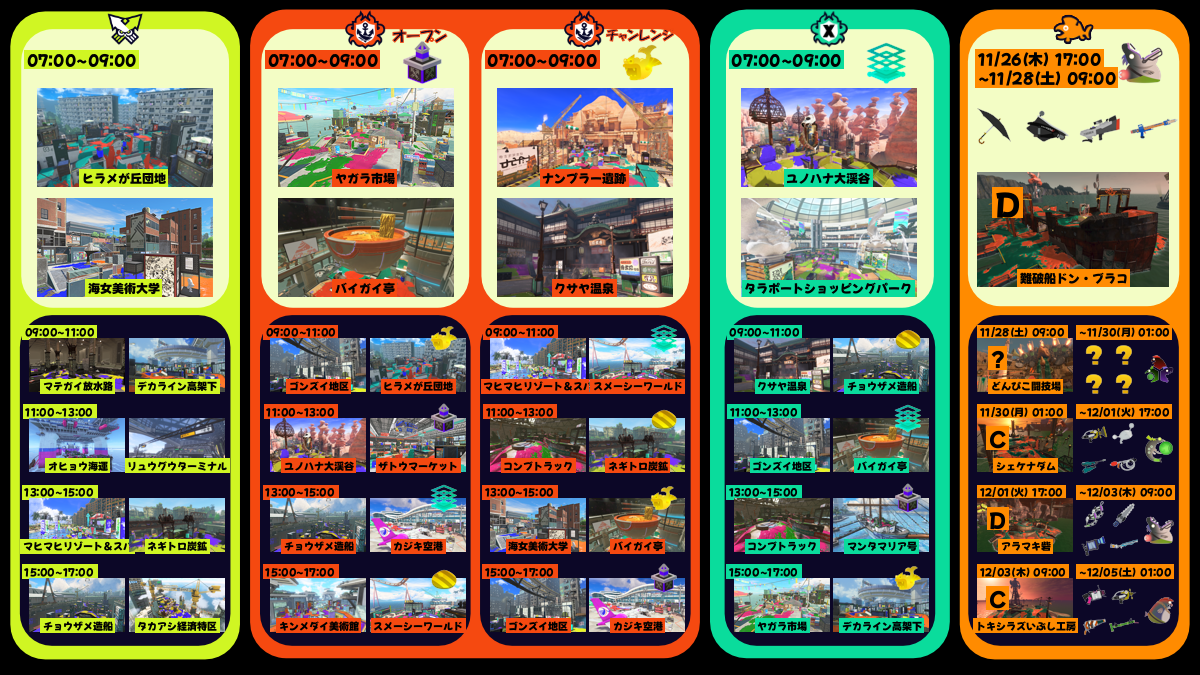 07:00~09:00
ヒラメが丘団地
海女美術大学
09:00~11:00
マテガイ放水路
デカライン高架下
11:00~13:00
オヒョウ海運
リュウグウターミナル
13:00~15:00
マヒマヒリゾート&スパ
ネギトロ炭鉱
15:00~17:00
チョウザメ造船
タカアシ経済特区
オープン
07:00~09:00
ヤガラ市場
バイガイ亭
09:00~11:00
ゴンズイ地区
ヒラメが丘団地
11:00~13:00
ユノハナ大渓谷
ザトウマーケット
13:00~15:00
チョウザメ造船
カジキ空港
15:00~17:00
キンメダイ美術館
スメーシーワールド
チャンレンジ
07:00~09:00
ナンプラー遺跡
クサヤ温泉
09:00~11:00
マヒマヒリゾート&スパ
スメーシーワールド
11:00~13:00
コンブトラック
ネギトロ炭鉱
13:00~15:00
海女美術大学
バイガイ亭
15:00~17:00
ゴンズイ地区
カジキ空港
X
07:00~09:00
ユノハナ大渓谷
タラポートショッピングパーク
09:00~11:00
クサヤ温泉
チョウザメ造船
11:00~13:00
ゴンズイ地区
バイガイ亭
13:00~15:00
コンブトラック
マンタマリア号
15:00~17:00
ヤガラ市場
デカライン高架下
11/26(木) 17:00
~11/28(土) 09:00
D
難破船ドン・ブラコ
11/28(土) 09:00 ~11/30(月) 01:00
?
? ?
? ?
どんぴこ闘技場
11/30(月) 01:00 ~12/01(火) 17:00
C
シェケナダム
12/01(火) 17:00 ~12/03(木) 09:00
D
アラマキ砦
12/03(木) 09:00 ~12/05(土) 01:00
C
トキシラズいぶし工房